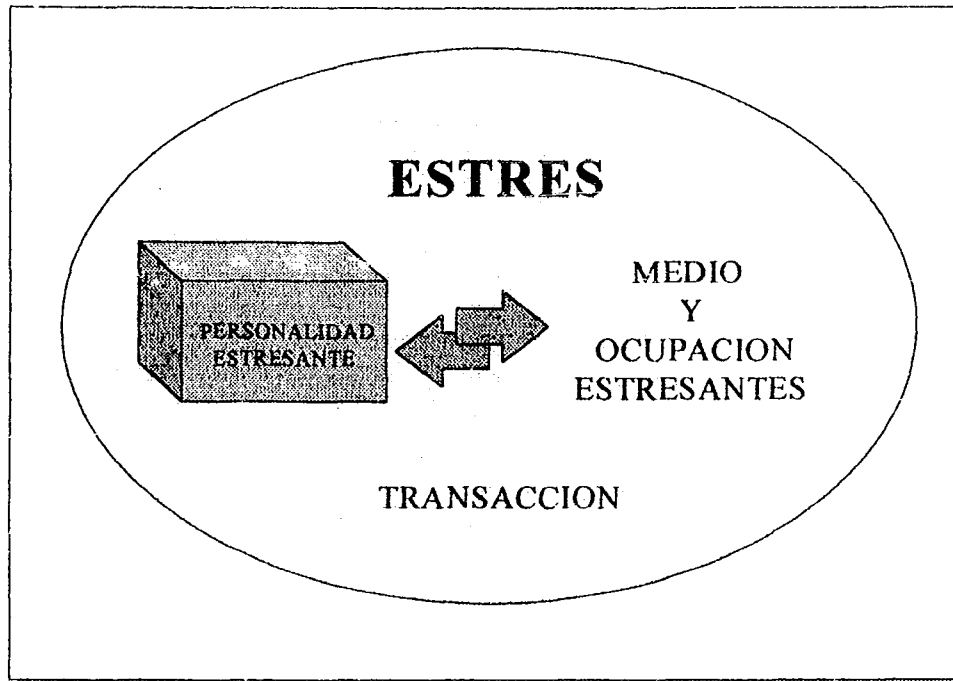 ESTRES
PERSONALIDAD
ESTRESANTE
MEDIO
Y
OCUPACION
ESTRESANTES
TRANSACCION